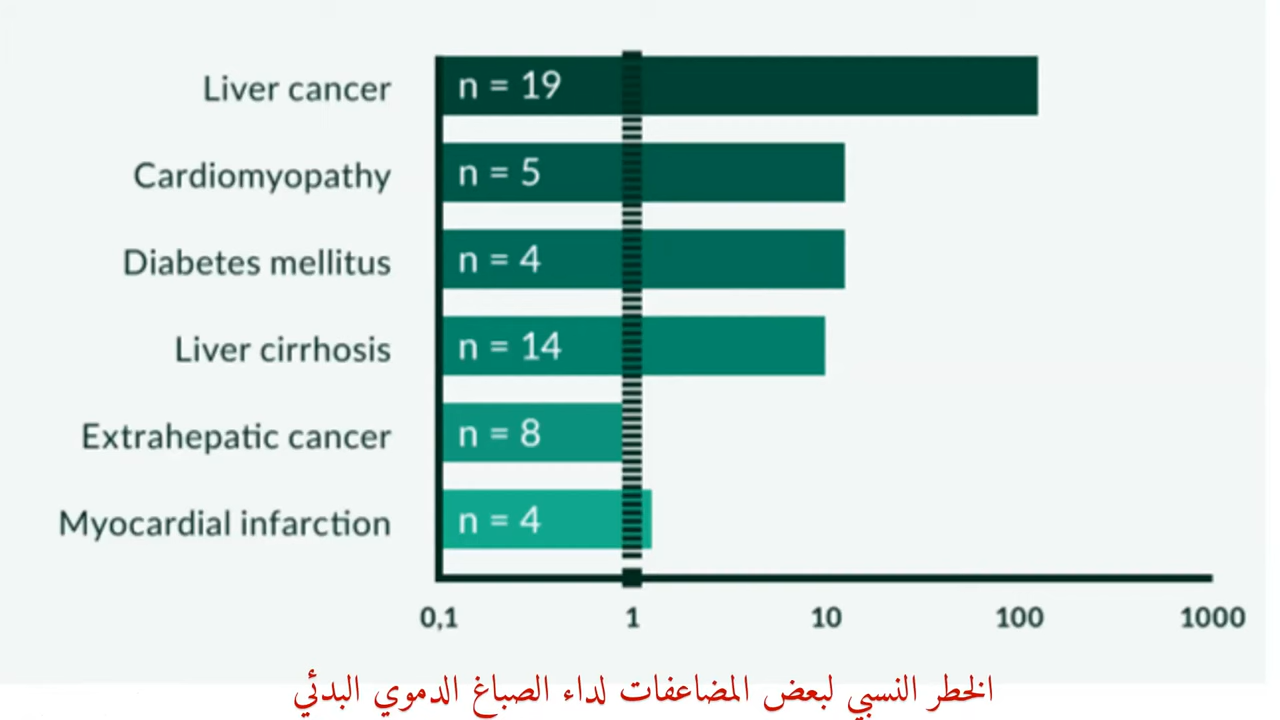 Liver cancer n = 19
Cardiomyopathy n = 5
Diabetes mellitus n = 4
Liver cirrhosis n = 14
Extrahepatic cancer n = 8
Myocardial infarction n = 4
0,1 1 10 100 1000
الخطر النسبي لبعض المضاعفات لداء الصباغ الدموي البدئي